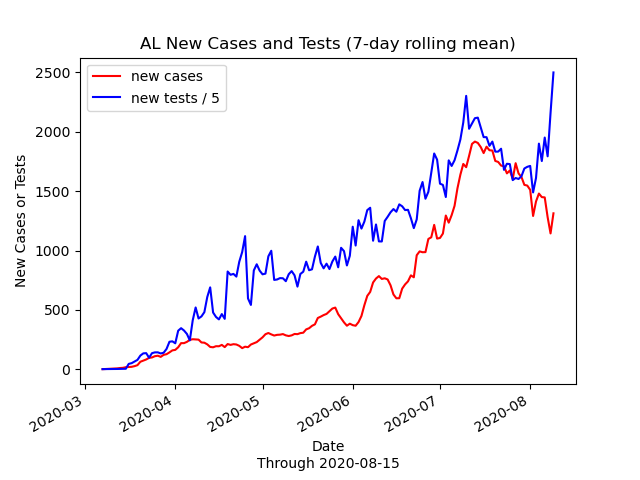 AL New Cases and Tests (7-day rolling mean)
new cases
new tests / 5
2500
2000
1500
1000
500
0
New Cases or Tests
2020-03
2020-04
2020-05
2020-06
2020-07
2020-08
Date
Through 2020-08-15